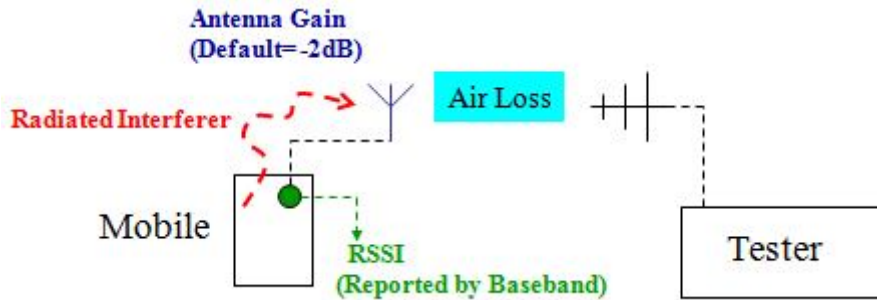 Antenna Gain
(Default= -2dB)
Air Loss
Radiated Interferer
Mobile
RSSI
(Reported by Baseband)
Tester